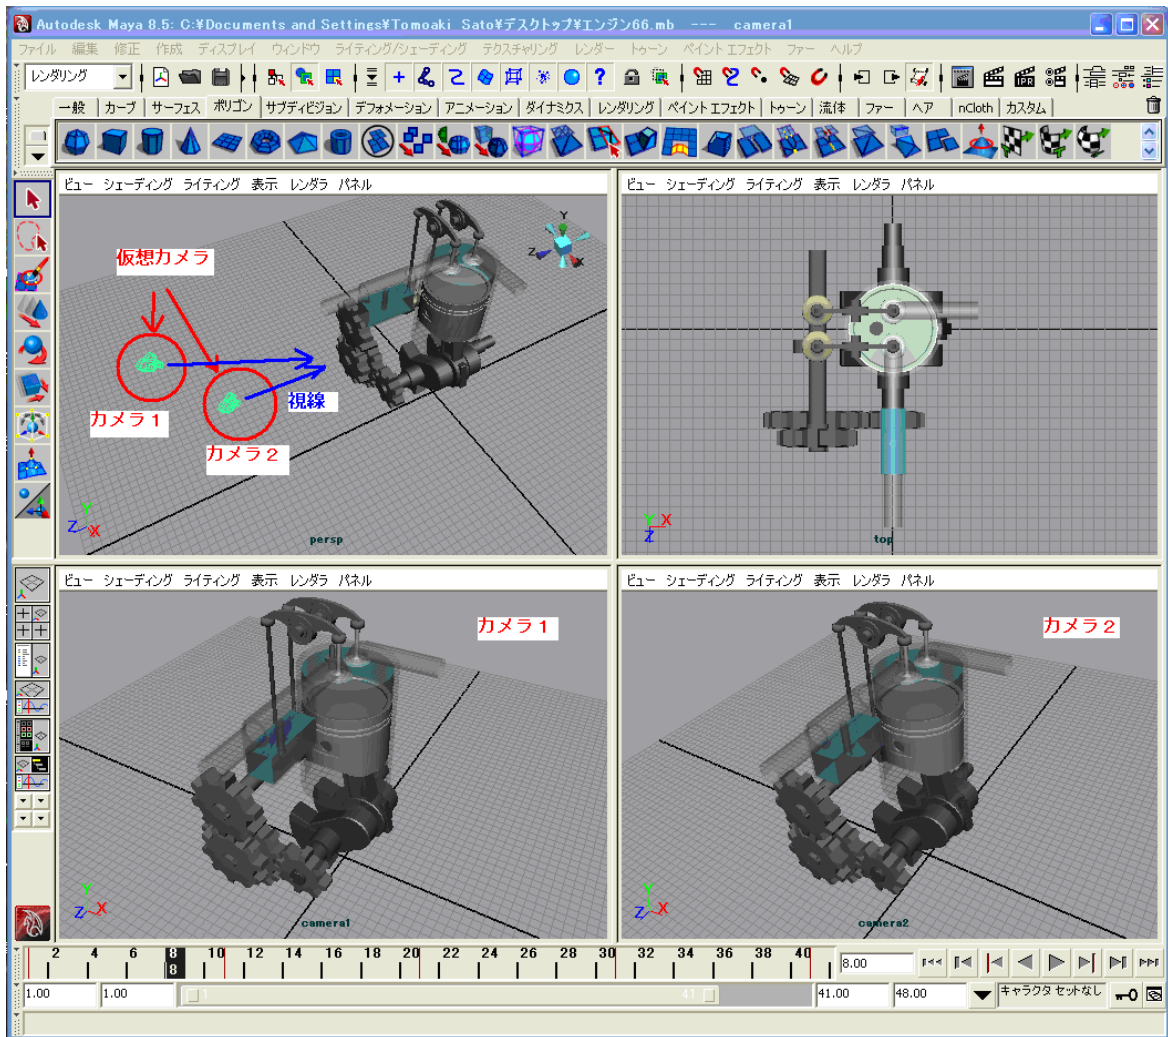 Autodesk Maya 8.5: C:¥Documents and Settings¥Tomoaki Sato¥デスクトップ¥エンジン66.mb --- camera1
ファイル 編集 修正 作成 ディスプレイ ウィンドウ ライティング/シェーディング テクスチャリング レンダー トゥーン ペイント エフェクト ファー ヘルプ
レンダリング
IPR
一般 カーブ サーフェス ポリゴン サブディビジョン デフォメーション アニメーション ダイナミクス レンダリング ペイントエフェクト トゥーン 流体 ファー ヘア nCloth カスタム
ビュー シェーディング ライティング 表示 レンダラ パネル
仮想カメラ
カメラ1
カメラ2
視線
Y
Z
X
Y
Z
X
persp
ビュー シェーディング ライティング 表示 レンダラ パネル
Y
X
Z
top
ビュー シェーディング ライティング 表示 レンダラ パネル
カメラ1
Y
Z
X
camera1
ビュー シェーディング ライティング 表示 レンダラ パネル
カメラ2
Y
Z
X
camera2
2 4 6 8 10 12 14 16 18 20 22 24 26 28 30 32 34 36 38 40
8
8.00
1.00 1.00 1 41 41.00 48.00 キャラクタ セットなし